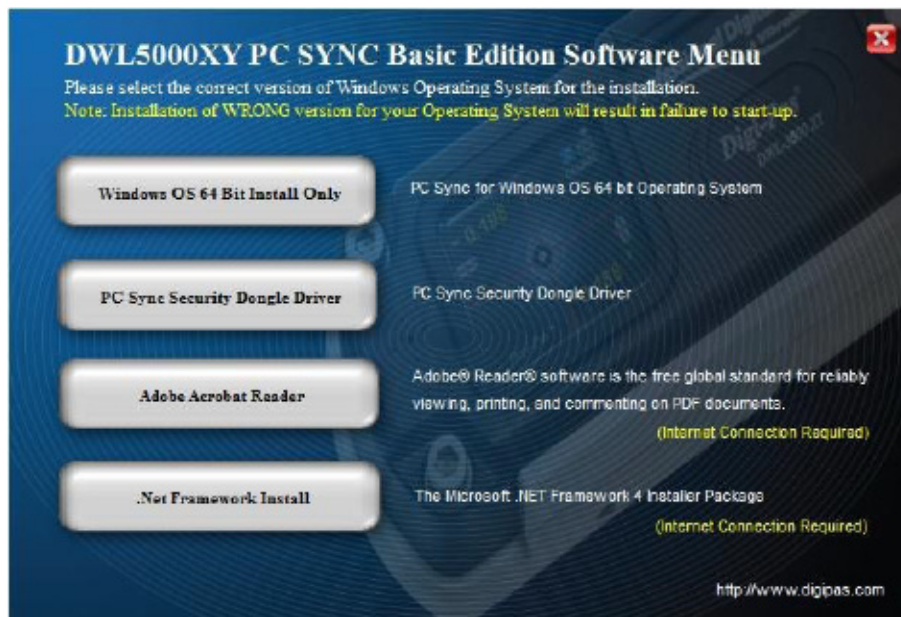 DWL5000XY PC SYNC Basic Edition Software Menu
Please select the correct version of Windows Operating System for the installation.
Note: Installation of WRONG version for your Operating System will result in failure to start-up.
Windows OS 64 Bit Install Only
PC Sync for Windows OS 64 bit Operating System
PC Sync Security Dongle Driver
PC Sync Security Dongle Driver
Adobe Acrobat Reader
Adobe® Reader® software is the free global standard for reliably
viewing, printing, and commenting on PDF documents.
(Internet Connection Required)
.Net Framework Install
The Microsoft .NET Framework 4 Installer Package
(Internet Connection Required)
http://www.digipas.com